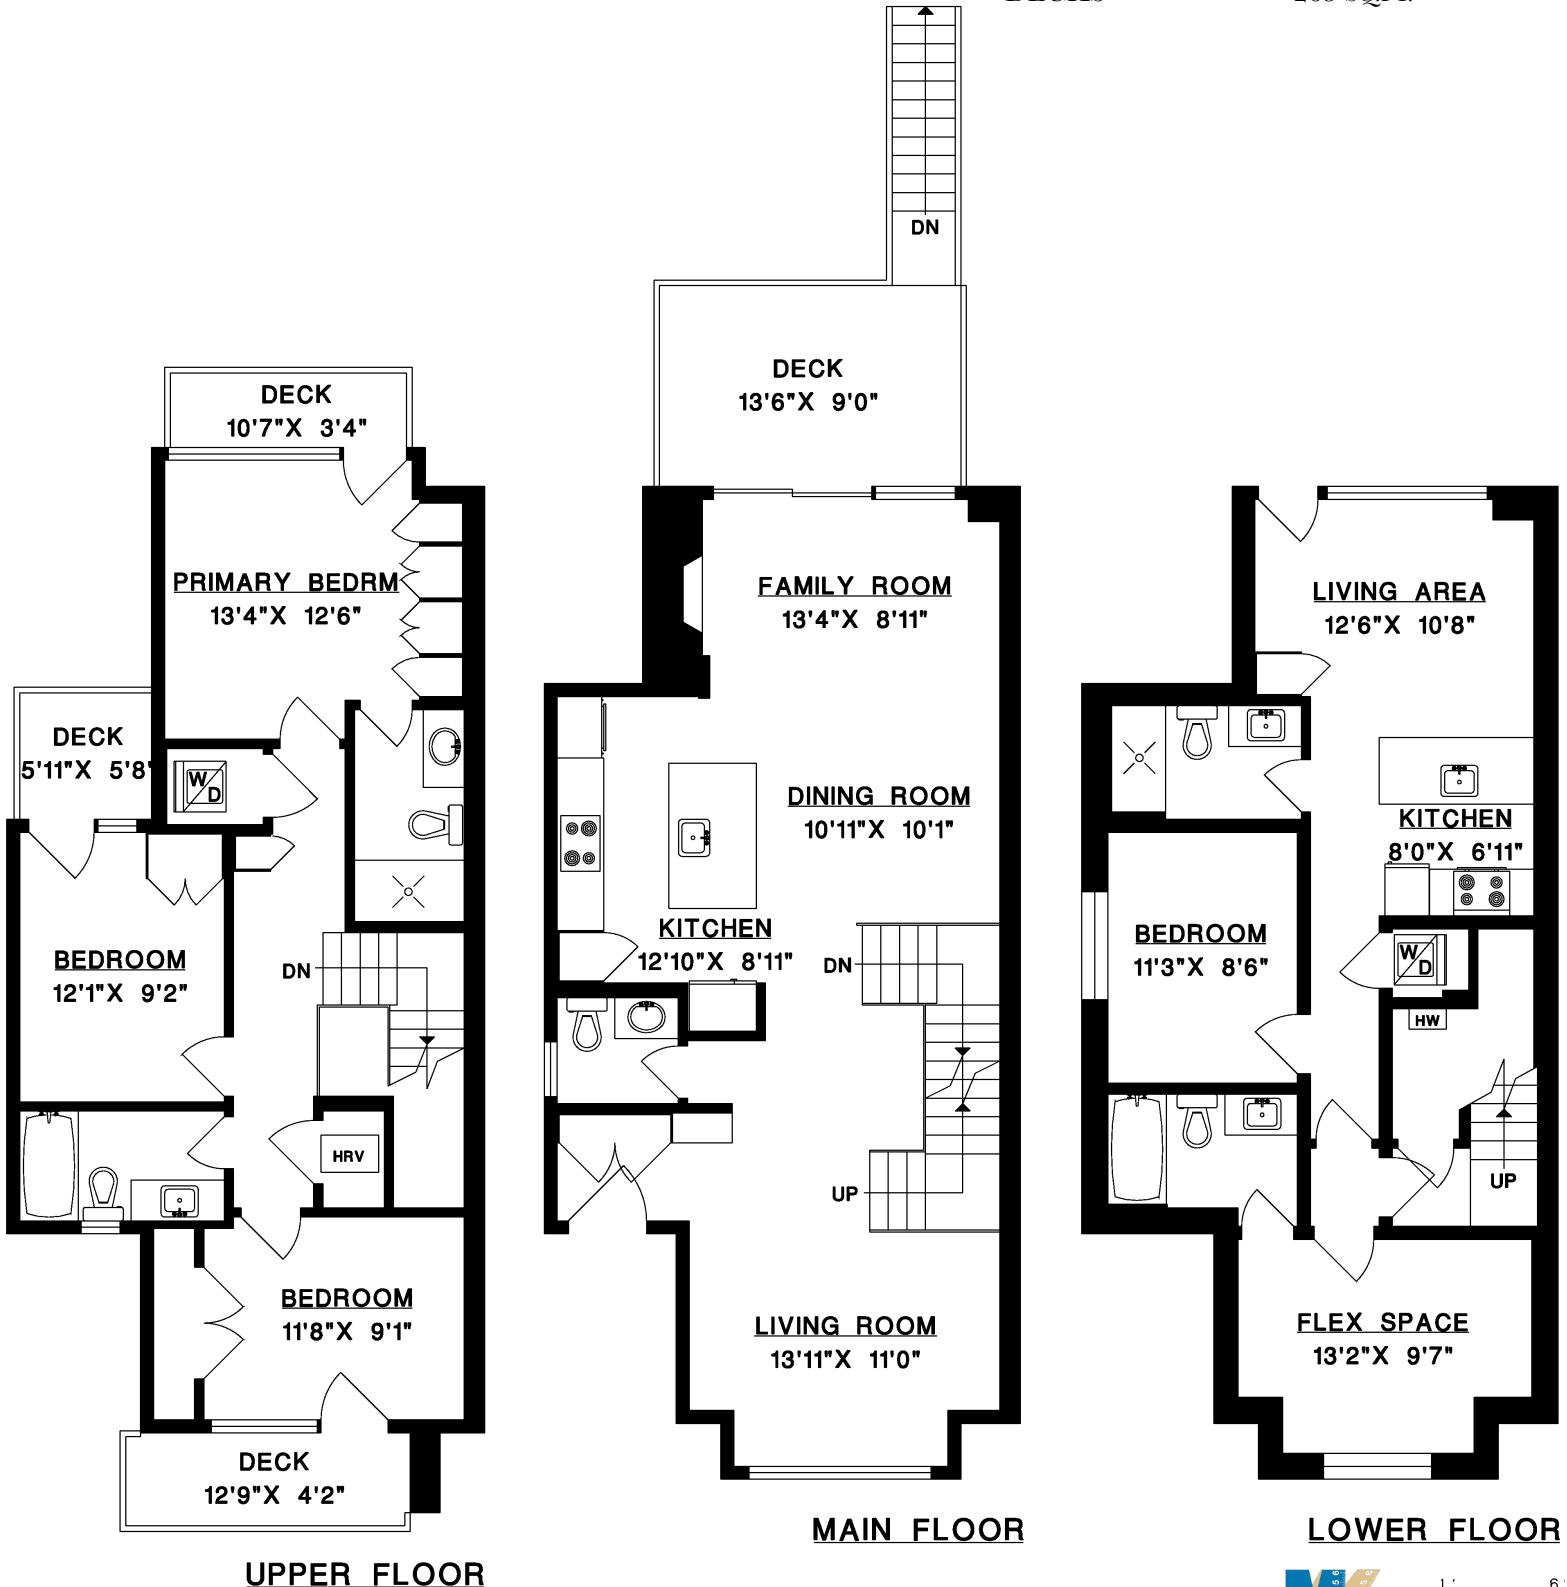 DN
DECK
13'6"X 9'0"
DECK
10'7"X 3'4"
PRIMARY BEDRM
13'4"X 12'6"
DECK
5'11"X 5'8"
W
D
BEDROOM
12'1"X 9'2"
DN
HRV
BEDROOM
11'8"X 9'1"
DECK
12'9"X 4'2"
UPPER FLOOR
FAMILY ROOM
13'4"X 8'11"
DINING ROOM
10'11"X 10'1"
KITCHEN
12'10"X 8'11"
DN
UP
LIVING ROOM
13'11"X 11'0"
MAIN FLOOR
LIVING AREA
12'6"X 10'8"
KITCHEN
8'0"X 6'11"
BEDROOM
11'3"X 8'6"
W
D
HW
UP
FLEX SPACE
13'2"X 9'7"
LOWER FLOOR